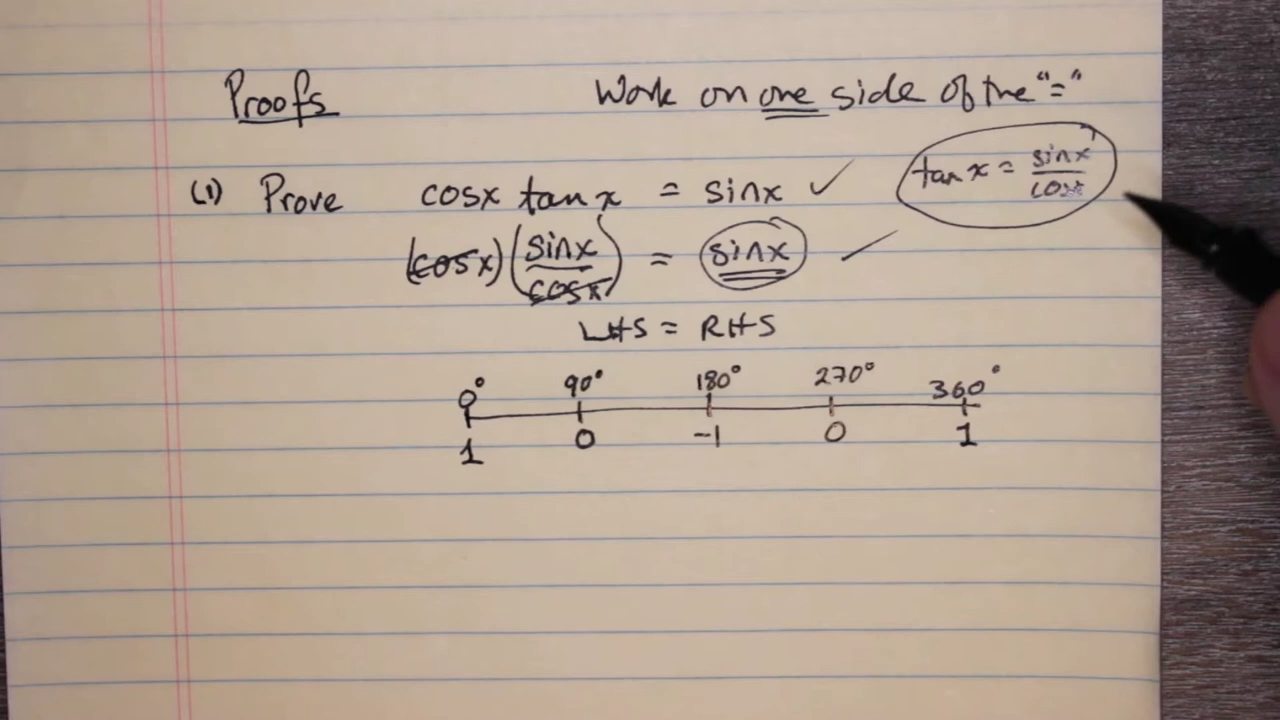 Proofs
Work on one side of the "="
(1) Prove cosx tanx = sinx ✓
tanx = sinx/cosx
(cosx)(sinx/cosx) = sinx ✓
LHS = RHS
0° 90° 180° 270° 360°
1 0 -1 0 1